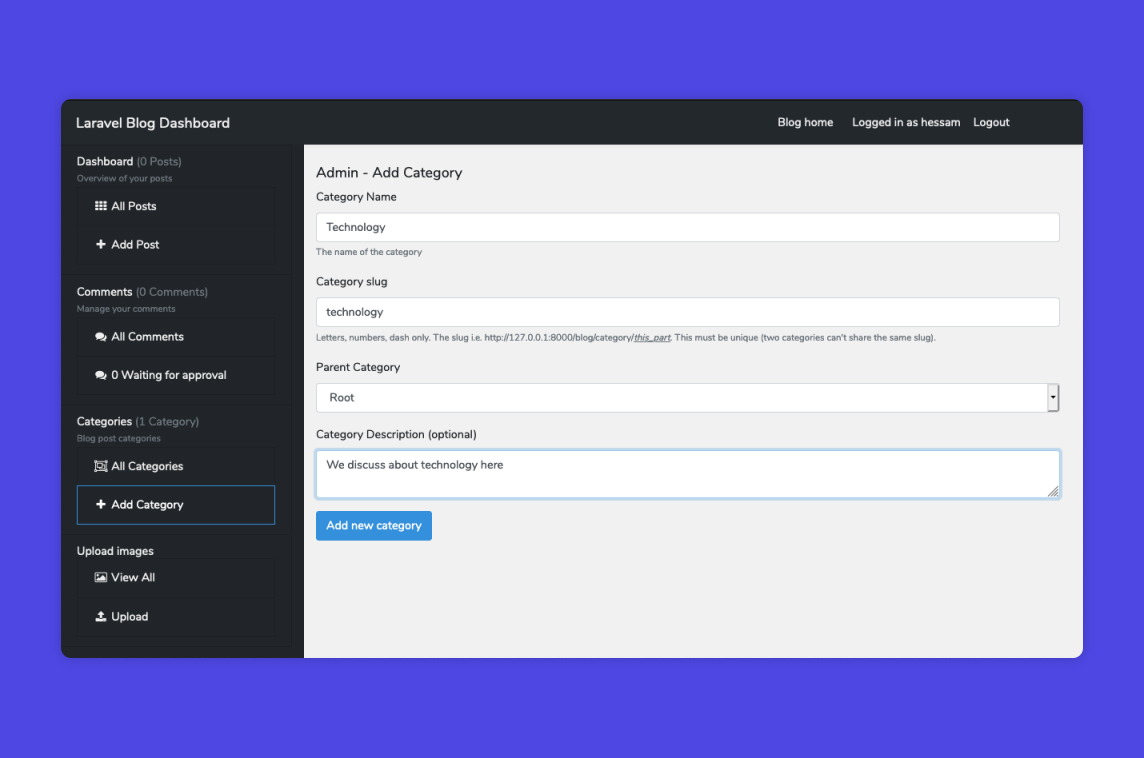 Laravel Blog Dashboard
Blog home Logged in as hessam Logout
Dashboard (0 Posts)
Overview of your posts
All Posts
Add Post
Comments (0 Comments)
Manage your comments
All Comments
0 Waiting for approval
Categories (1 Category)
Blog post categories
All Categories
Add Category
Upload images
View All
Upload
Admin - Add Category
Category Name
Technology
The name of the category
Category slug
technology
Letters, numbers, dash only. The slug i.e. http://127.0.0.1:8000/blog/category/this_part. This must be unique (two categories can't share the same slug).
Parent Category
Root
Category Description (optional)
We discuss about technology here
Add new category